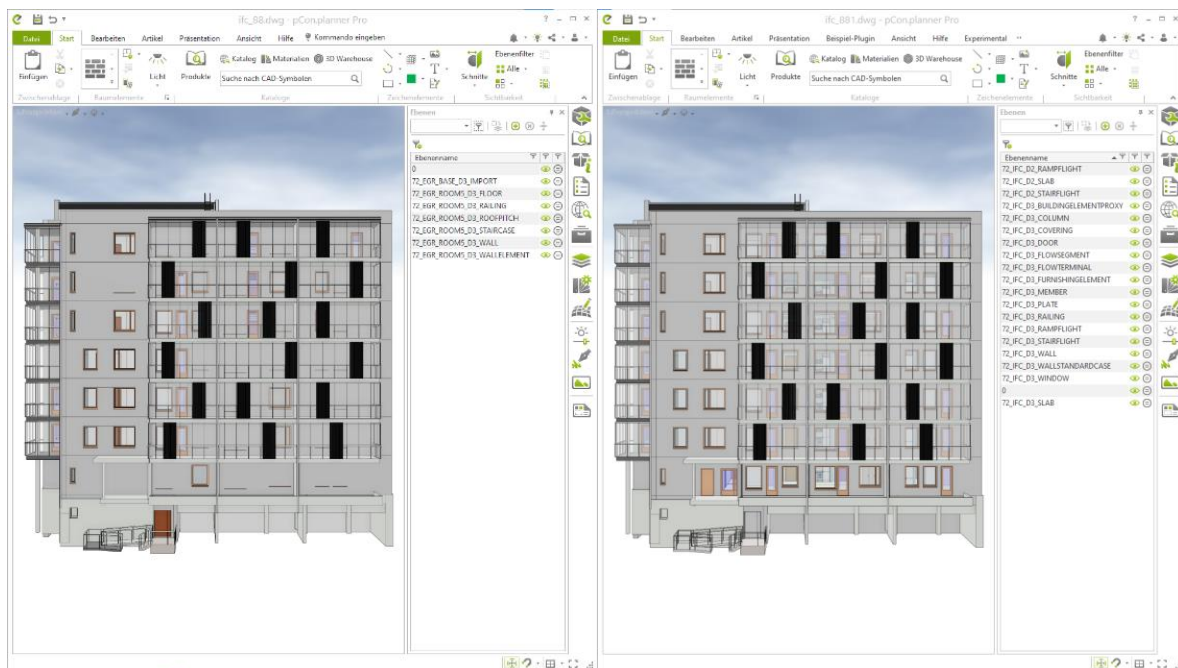 ifc_88.dwg - pCon.planner Pro
Datei Start Bearbeiten Artikel Präsentation Ansicht Hilfe Kommando eingeben
Einfügen
Licht
Produkte
Katalog Materialien 3D Warehouse
Suche nach CAD-Symbolen
Schnitte
Ebenenfilter
Alle
Zwischenablage Raumelemente Kataloge Zeichenelemente Sichtbarkeit
Ebenen
Ebenenname
0
72_EGR_BASE_D3_IMPORT
72_EGR_ROOMS_D3_FLOOR
72_EGR_ROOMS_D3_RAILING
72_EGR_ROOMS_D3_ROOFPITCH
72_EGR_ROOMS_D3_STAIRCASE
72_EGR_ROOMS_D3_WALL
72_EGR_ROOMS_D3_WALLELEMENT
ifc_881.dwg - pCon.planner Pro
Datei Start Bearbeiten Artikel Präsentation Beispiel-Plugin Ansicht Hilfe Experimental
Einfügen
Licht
Produkte
Katalog Materialien 3D Warehouse
Suche nach CAD-Symbolen
Schnitte
Ebenenfilter
Alle
Zwischenablage Raumelemente Kataloge Zeichenelemente Sichtbarkeit
Ebenen
Ebenenname
72_IFC_D2_RAMPFLIGHT
72_IFC_D2_SLAB
72_IFC_D2_STAIRFLIGHT
72_IFC_D3_BUILDINGELEMENTPROXY
72_IFC_D3_COLUMN
72_IFC_D3_COVERING
72_IFC_D3_DOOR
72_IFC_D3_FLOWSEGMENT
72_IFC_D3_FLOWTERMINAL
72_IFC_D3_FURNISHINGELEMENT
72_IFC_D3_MEMBER
72_IFC_D3_PLATE
72_IFC_D3_RAILING
72_IFC_D3_RAMPFLIGHT
72_IFC_D3_STAIRFLIGHT
72_IFC_D3_WALL
72_IFC_D3_WALLSTANDARDCASE
72_IFC_D3_WINDOW
0
72_IFC_D3_SLAB